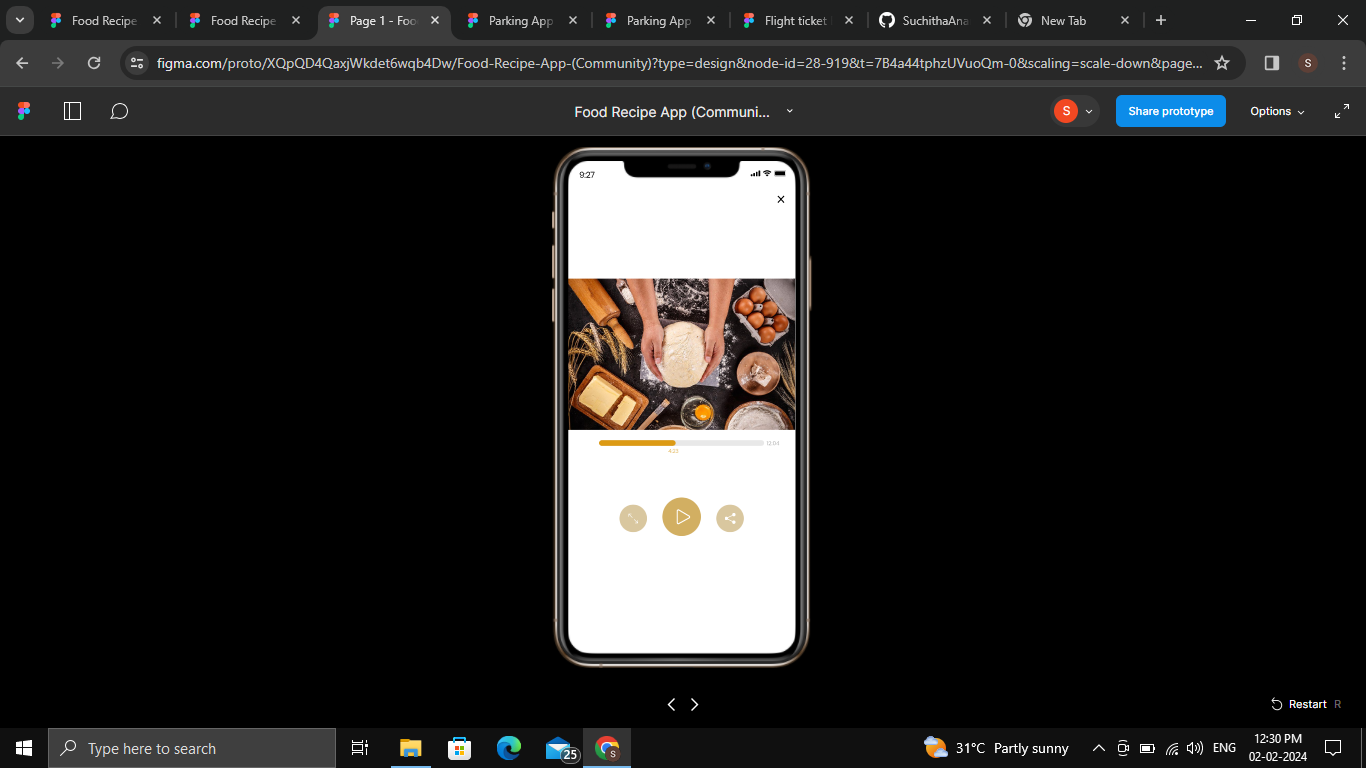 Food Recipe
Food Recipe
Page 1 - Foo
Parking App
Parking App
Flight ticket
SuchithaAna
New Tab
figma.com/proto/XQpQD4QaxjWkdet6wqb4Dw/Food-Recipe-App-(Community)?type=design&node-id=28-919&t=7B4a44tphzUVuoQm-0&scaling=scale-down&page...
S
Food Recipe App (Communi...
S
Share prototype
Options
9:27
12:04
4:23
Restart R
Type here to search
25
S
31°C Partly sunny
ENG
12:30 PM
02-02-2024